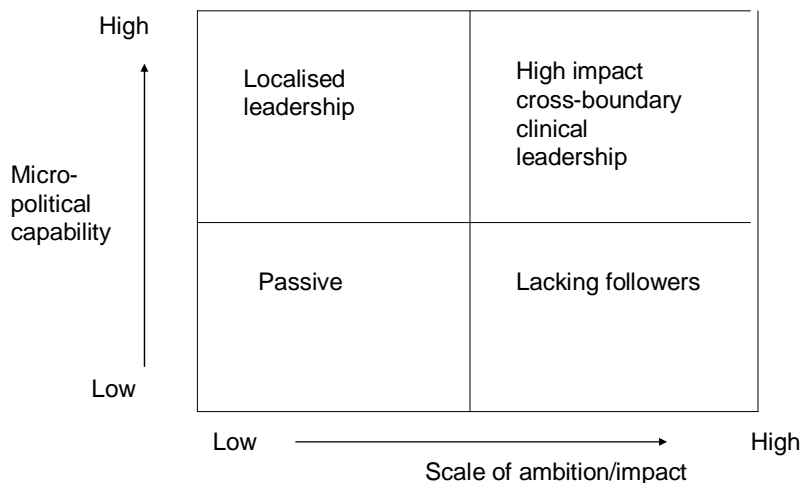 High
Localised
leadership
High impact
cross-boundary
clinical
leadership
Micro-
political
capability
Passive
Lacking followers
Low
Low
High
Scale of ambition/impact